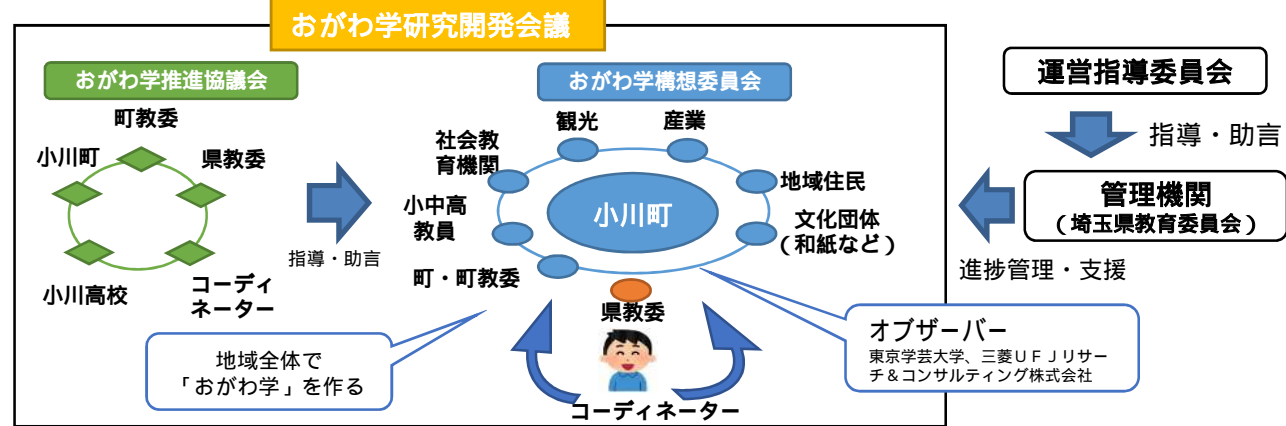 おがわ学研究開発会議
おがわ学推進協議会
町教委
小川町
県教委
小川高校
コーディ
ネーター
指導・助言
おがわ学構想委員会
観光
産業
社会教
育機関
地域住民
小中高
教員
小川町
文化団体
(和紙など)
町・町教委
県教委
コーディネーター
地域全体で
「おがわ学」を作る
オブザーバー
東京学芸大学、三菱UFJリサー
チ&コンサルティング株式会社
運営指導委員会
指導・助言
管理機関
(埼玉県教育委員会)
進捗管理・支援